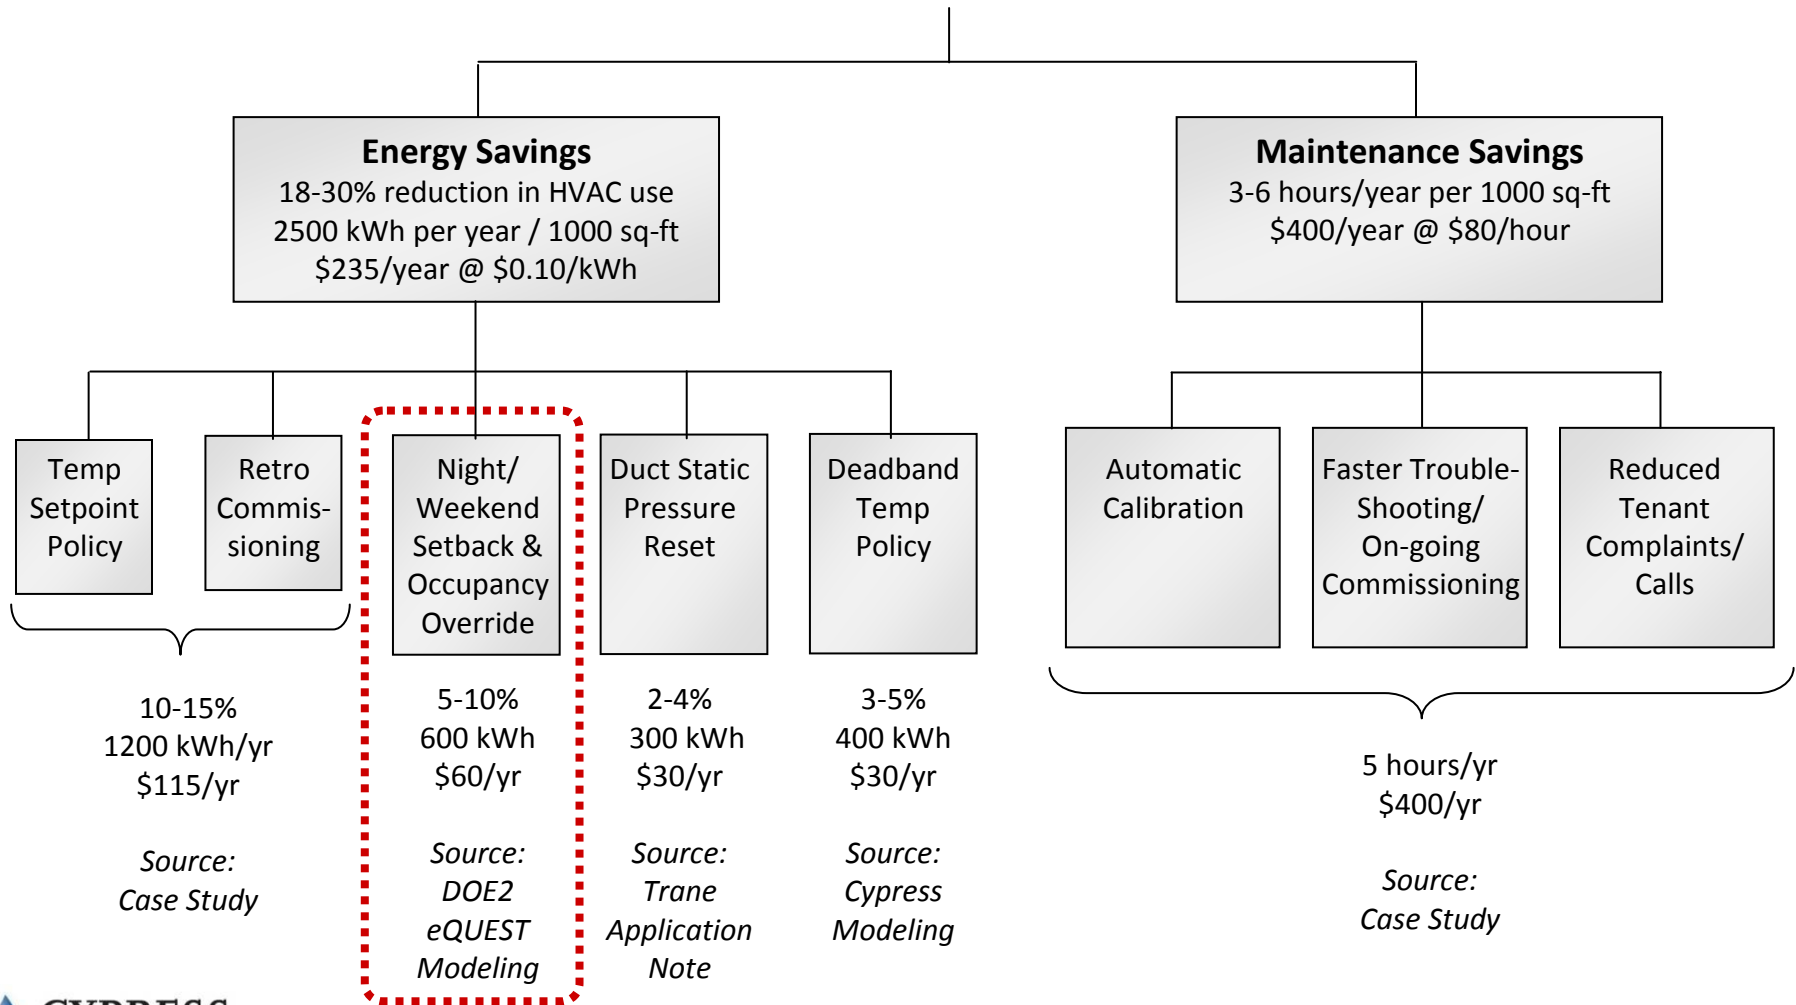 Energy Savings
18-30% reduction in HVAC use
2500 kWh per year / 1000 sq-ft
$235/year @ $0.10/kWh
Maintenance Savings
3-6 hours/year per 1000 sq-ft
$400/year @ $80/hour
Temp
Setpoint
Policy
Retro
Commis-
sioning
Night/
Weekend
Setback &
Occupancy
Override
Duct Static
Pressure
Reset
Deadband
Temp
Policy
Automatic
Calibration
Faster Trouble-
Shooting/
On-going
Commissioning
Reduced
Tenant
Complaints/
Calls
10-15%
1200 kWh/yr
$115/yr
Source:
Case Study
5-10%
600 kWh
$60/yr
Source:
DOE2
eQUEST
Modeling
2-4%
300 kWh
$30/yr
Source:
Trane
Application
Note
3-5%
400 kWh
$30/yr
Source:
Cypress
Modeling
5 hours/yr
$400/yr
Source:
Case Study
CYPRESS